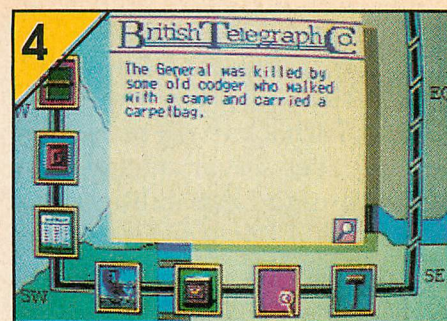 4
British Telegraph Co.
The General was killed by
some old codger who walked
with a cane and carried a
carpetbag.
W
EC
G
SW
SE